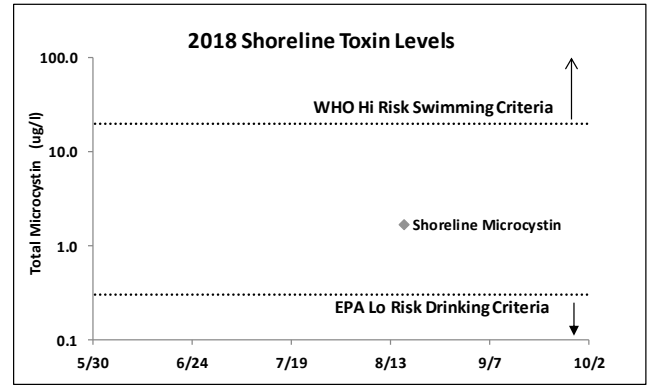 2018 Shoreline Toxin Levels
Total Microcystin (ug/l)
100.0
WHO Hi Risk Swimming Criteria
10.0
Shoreline Microcystin
1.0
EPA Lo Risk Drinking Criteria
0.1
5/30 6/24 7/19 8/13 9/7 10/2